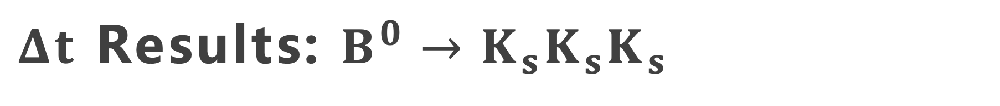 Δt Results: B⁰ → KₛKₛKₛ